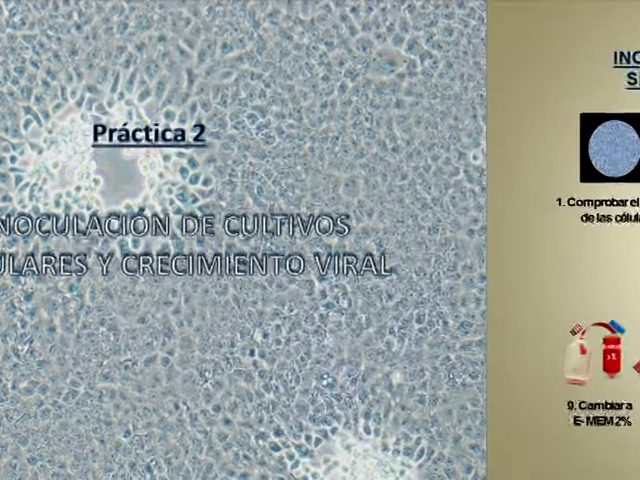 Práctica 2
NOCULACIÓN DE CULTIVOS
ULARES Y CRECIMIENTO VIRAL
INO
S
1. Comprobar el
de las célul
9. Cambiar a
E- MEM 2%